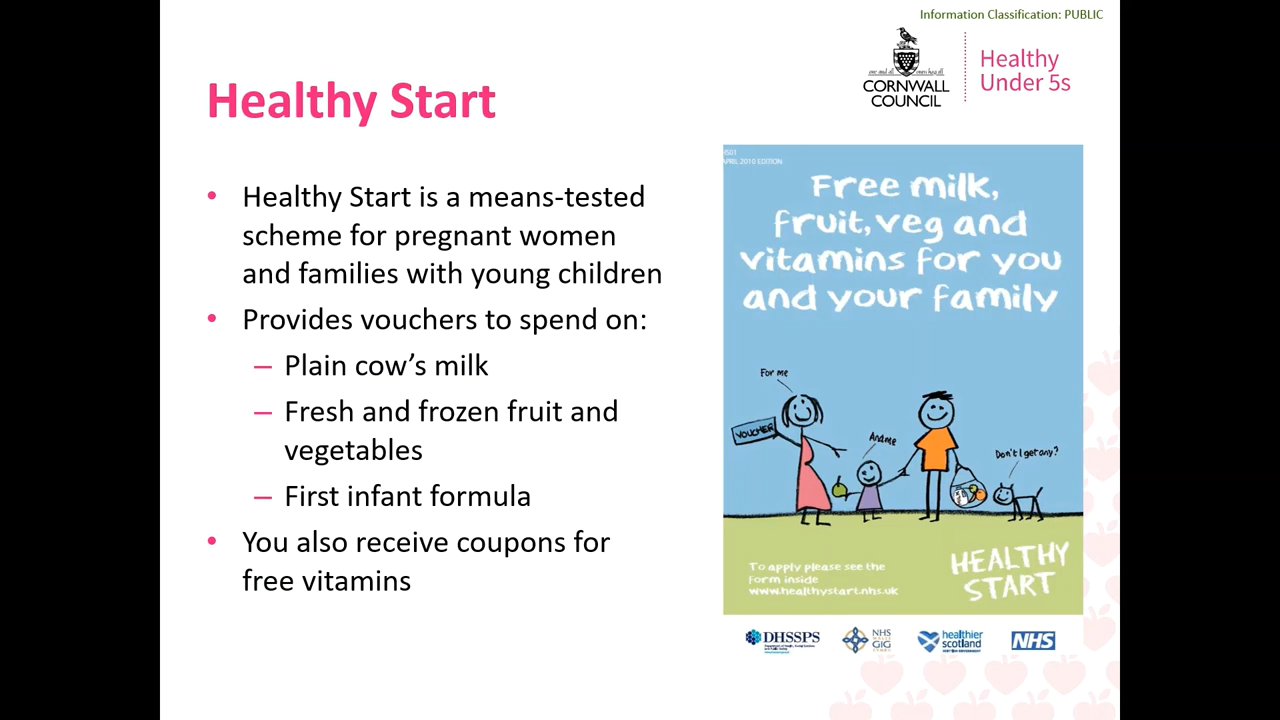 Information Classification: PUBLIC
CORNWALL
COUNCIL
Healthy
Under 5s
Healthy Start
• Healthy Start is a means-tested
scheme for pregnant women
and families with young children
• Provides vouchers to spend on:
– Plain cow's milk
– Fresh and frozen fruit and
vegetables
– First infant formula
• You also receive coupons for
free vitamins
APRIL 2010 EDITION
Free milk,
fruit, veg and
vitamins for you
and your family
For me
VOUCHER
And me
Don't I get any?
To apply please see the
form inside
www.healthystart.nhs.uk
HEALTHY
START
DHSSPS
NHS
GIG
healthier
scotland
NHS